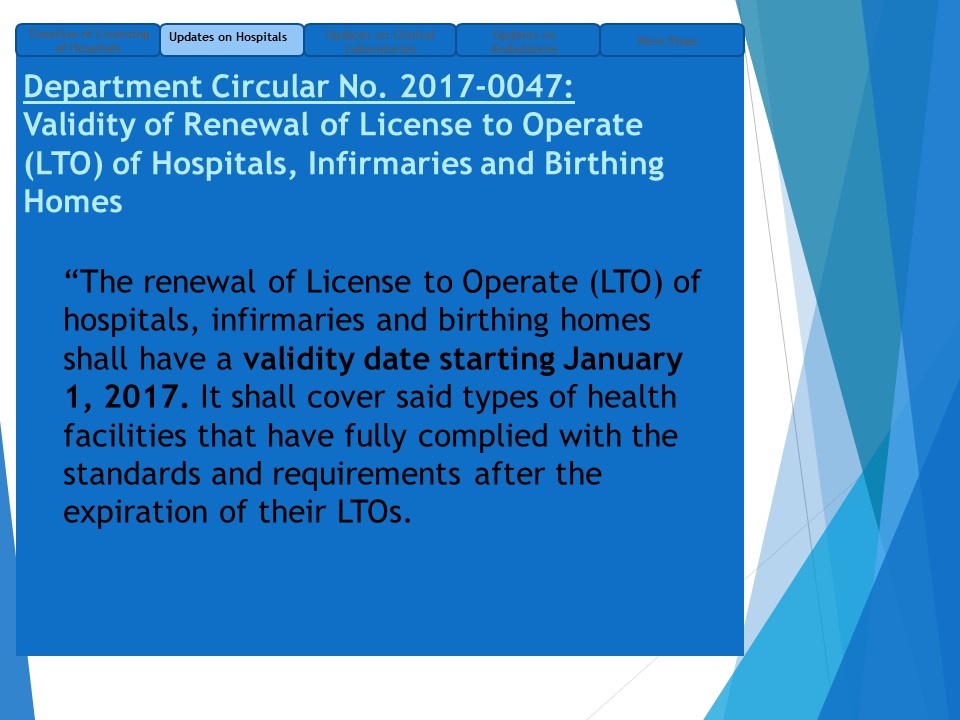 Timeline of Licensing
of Hospitals
Updates on Hospitals
Updates on Clinical
Laboratories
Updates on
Ambulances
Next Steps
Department Circular No. 2017-0047:
Validity of Renewal of License to Operate
(LTO) of Hospitals, Infirmaries and Birthing
Homes
“The renewal of License to Operate (LTO) of
hospitals, infirmaries and birthing homes
shall have a validity date starting January
1, 2017. It shall cover said types of health
facilities that have fully complied with the
standards and requirements after the
expiration of their LTOs.